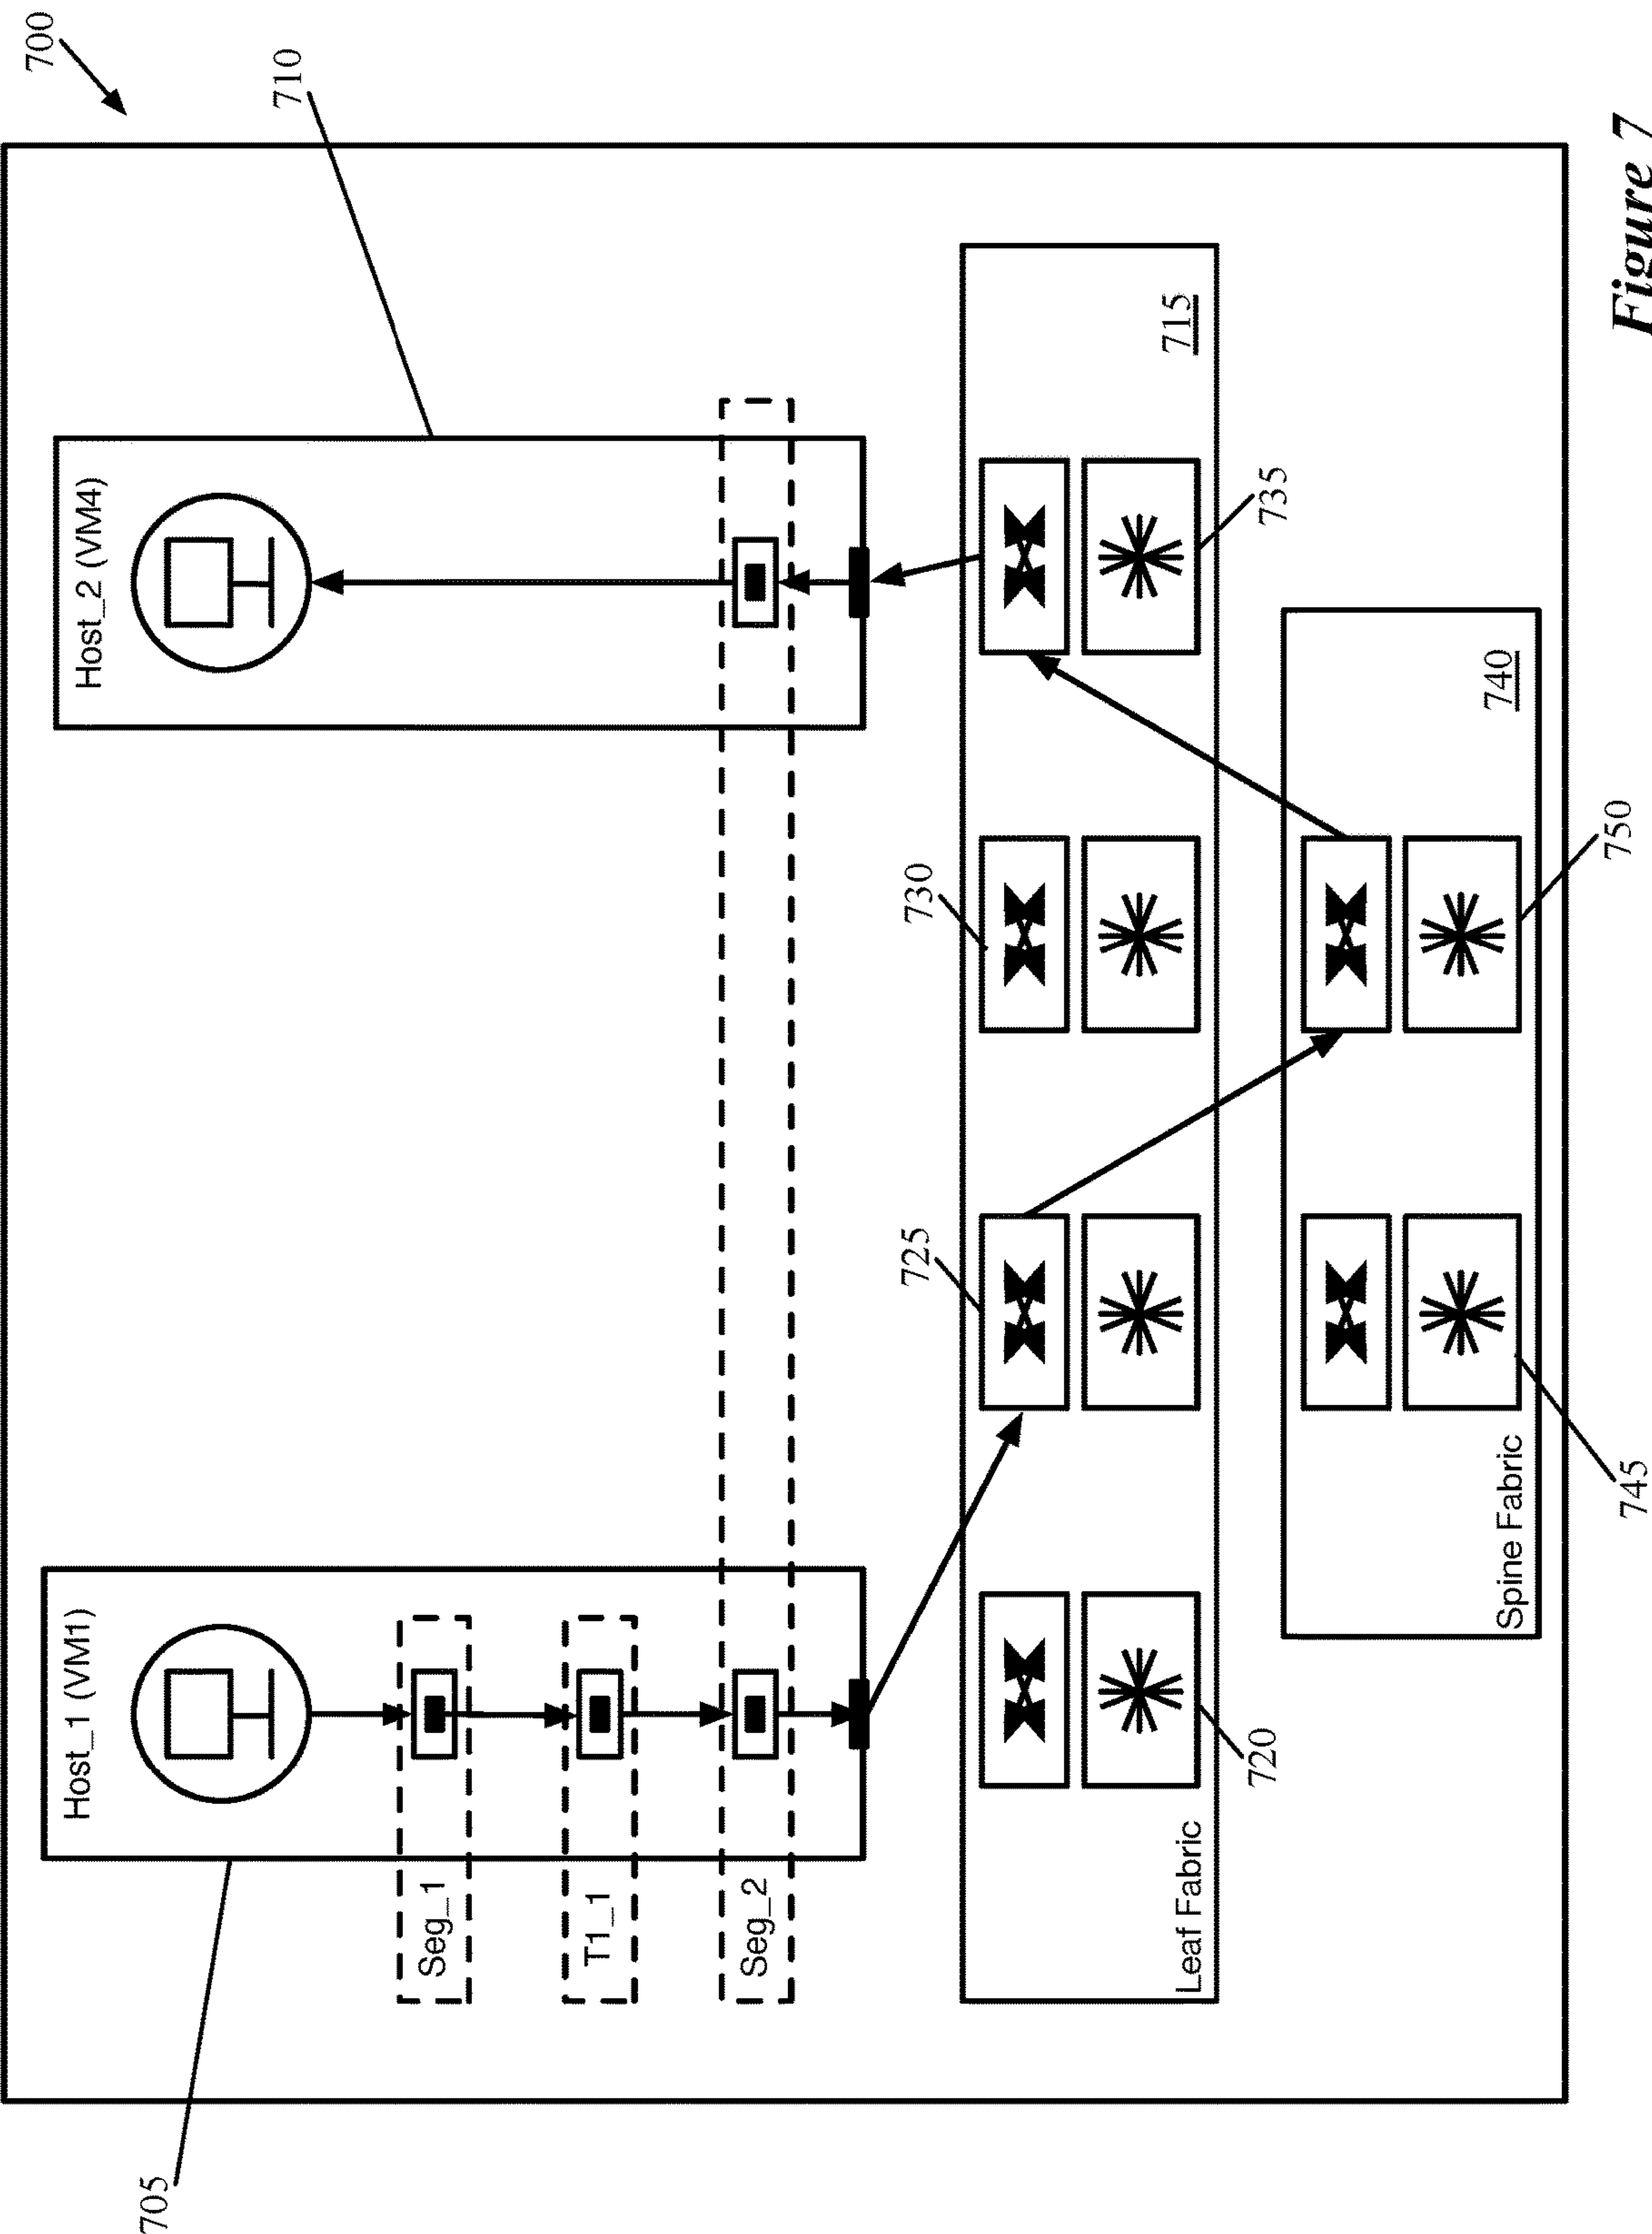 700
705
Host_1 (VM1)
Host_2 (VM4)
710
Seg_1
T1_1
Seg_2
725
730
Leaf Fabric
715
720
735
Spine Fabric
740
745
750
Figure 7